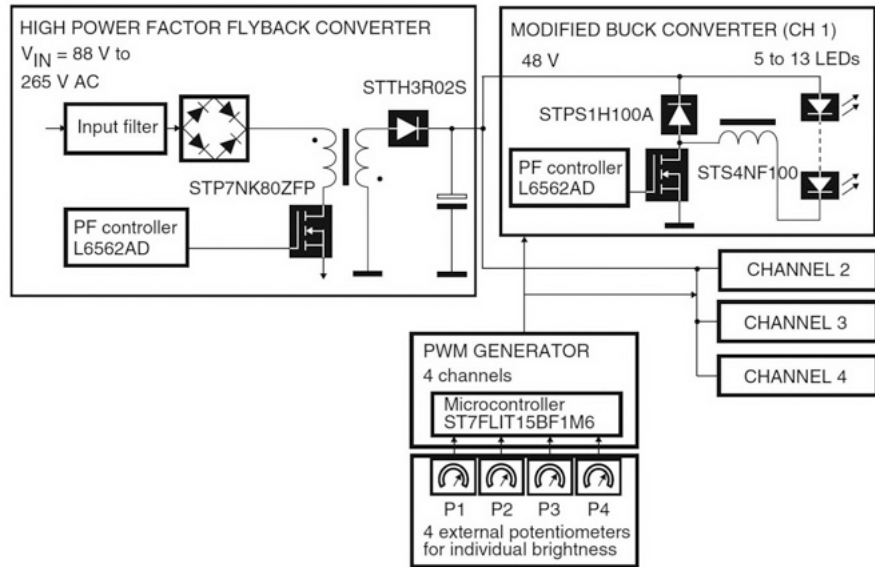 HIGH POWER FACTOR FLYBACK CONVERTER
VIN = 88 V to
265 V AC
Input filter
STTH3R02S
STP7NK80ZFP
PF controller
L6562AD
MODIFIED BUCK CONVERTER (CH 1)
48 V
5 to 13 LEDs
STPS1H100A
PF controller
L6562AD
STS4NF100
CHANNEL 2
CHANNEL 3
CHANNEL 4
PWM GENERATOR
4 channels
Microcontroller
ST7FLIT15BF1M6
P1 P2 P3 P4
4 external potentiometers
for individual brightness